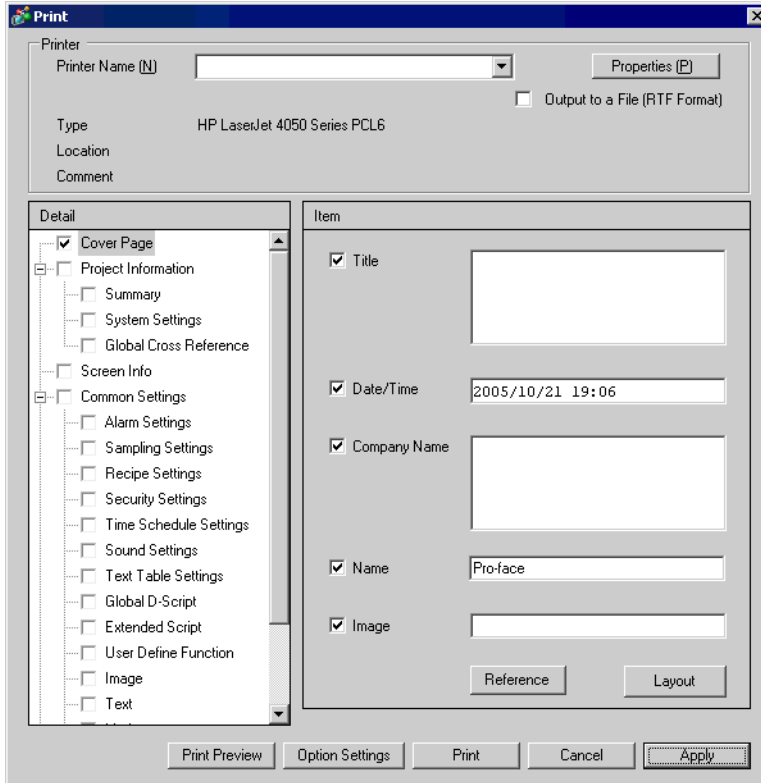 Print
Printer
Printer Name (N)
Properties (P)
Output to a File (RTF Format)
Type HP LaserJet 4050 Series PCL6
Location
Comment
Detail
Cover Page
Project Information
Summary
System Settings
Global Cross Reference
Screen Info
Common Settings
Alarm Settings
Sampling Settings
Recipe Settings
Security Settings
Time Schedule Settings
Sound Settings
Text Table Settings
Global D-Script
Extended Script
User Define Function
Image
Text
Item
Title
Date/Time 2005/10/21 19:06
Company Name
Name Pro-face
Image
Reference Layout
Print Preview Option Settings Print Cancel Apply